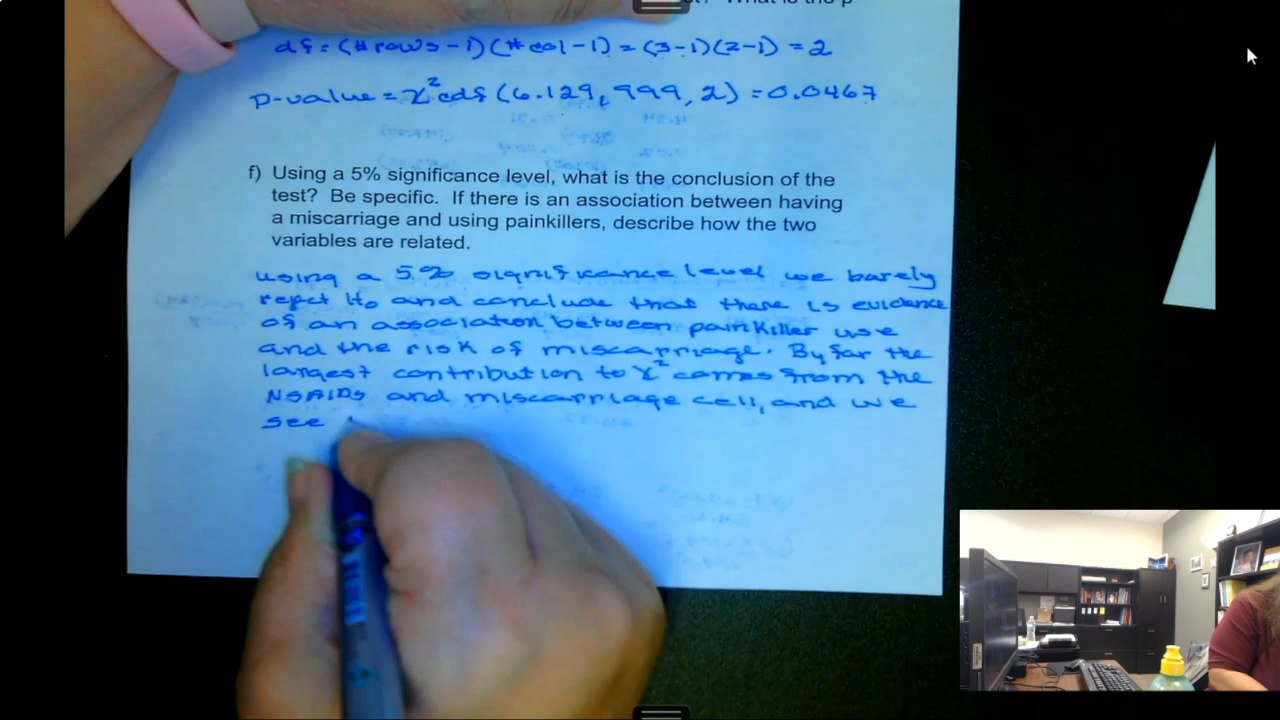 What is the p
df = (# rows - 1)(# col - 1) = (3-1)(2-1) = 2
p-value = χ²cdf (6.129, 999, 2) = 0.0467
f) Using a 5% significance level, what is the conclusion of the
test? Be specific. If there is an association between having
a miscarriage and using painkillers, describe how the two
variables are related.
using a 5% significance level we barely
reject Ho and conclude that there is evidence
of an association between painkiller use
and the risk of miscarriage. By far the
largest contribution to χ² comes from the
NSAIDs and miscarriage cell, and we
see